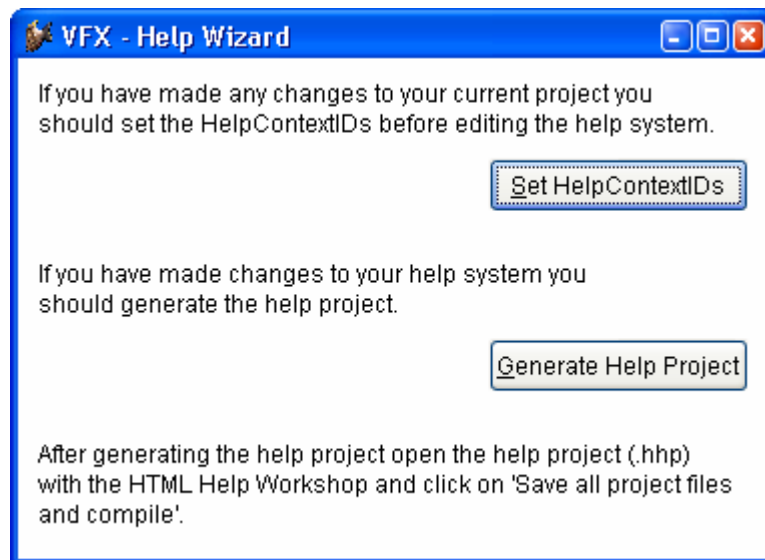 VFX - Help Wizard
If you have made any changes to your current project you
should set the HelpContextIDs before editing the help system.
Set HelpContextIDs
If you have made changes to your help system you
should generate the help project.
Generate Help Project
After generating the help project open the help project (.hhp)
with the HTML Help Workshop and click on 'Save all project files
and compile'.